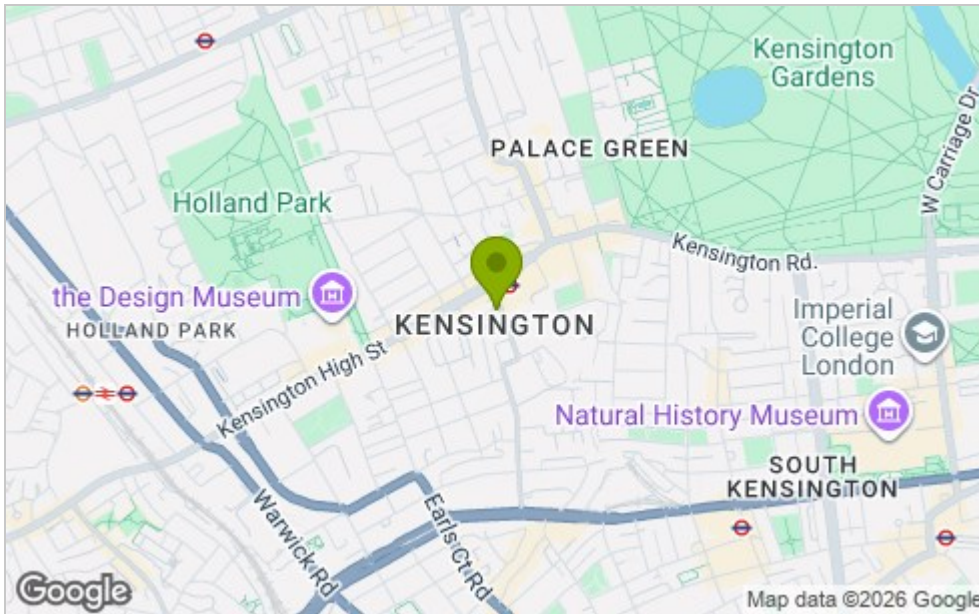 Kensington
Gardens
PALACE GREEN
W Carriage Dr.
Holland Park
Kensington Rd.
the Design Museum
HOLLAND PARK
KENSINGTON
Imperial
College
London
Kensington High St
Natural History Museum
SOUTH
KENSINGTON
Warwick Rd
Earls Ct Rd
Google
Map data ©2026 Google